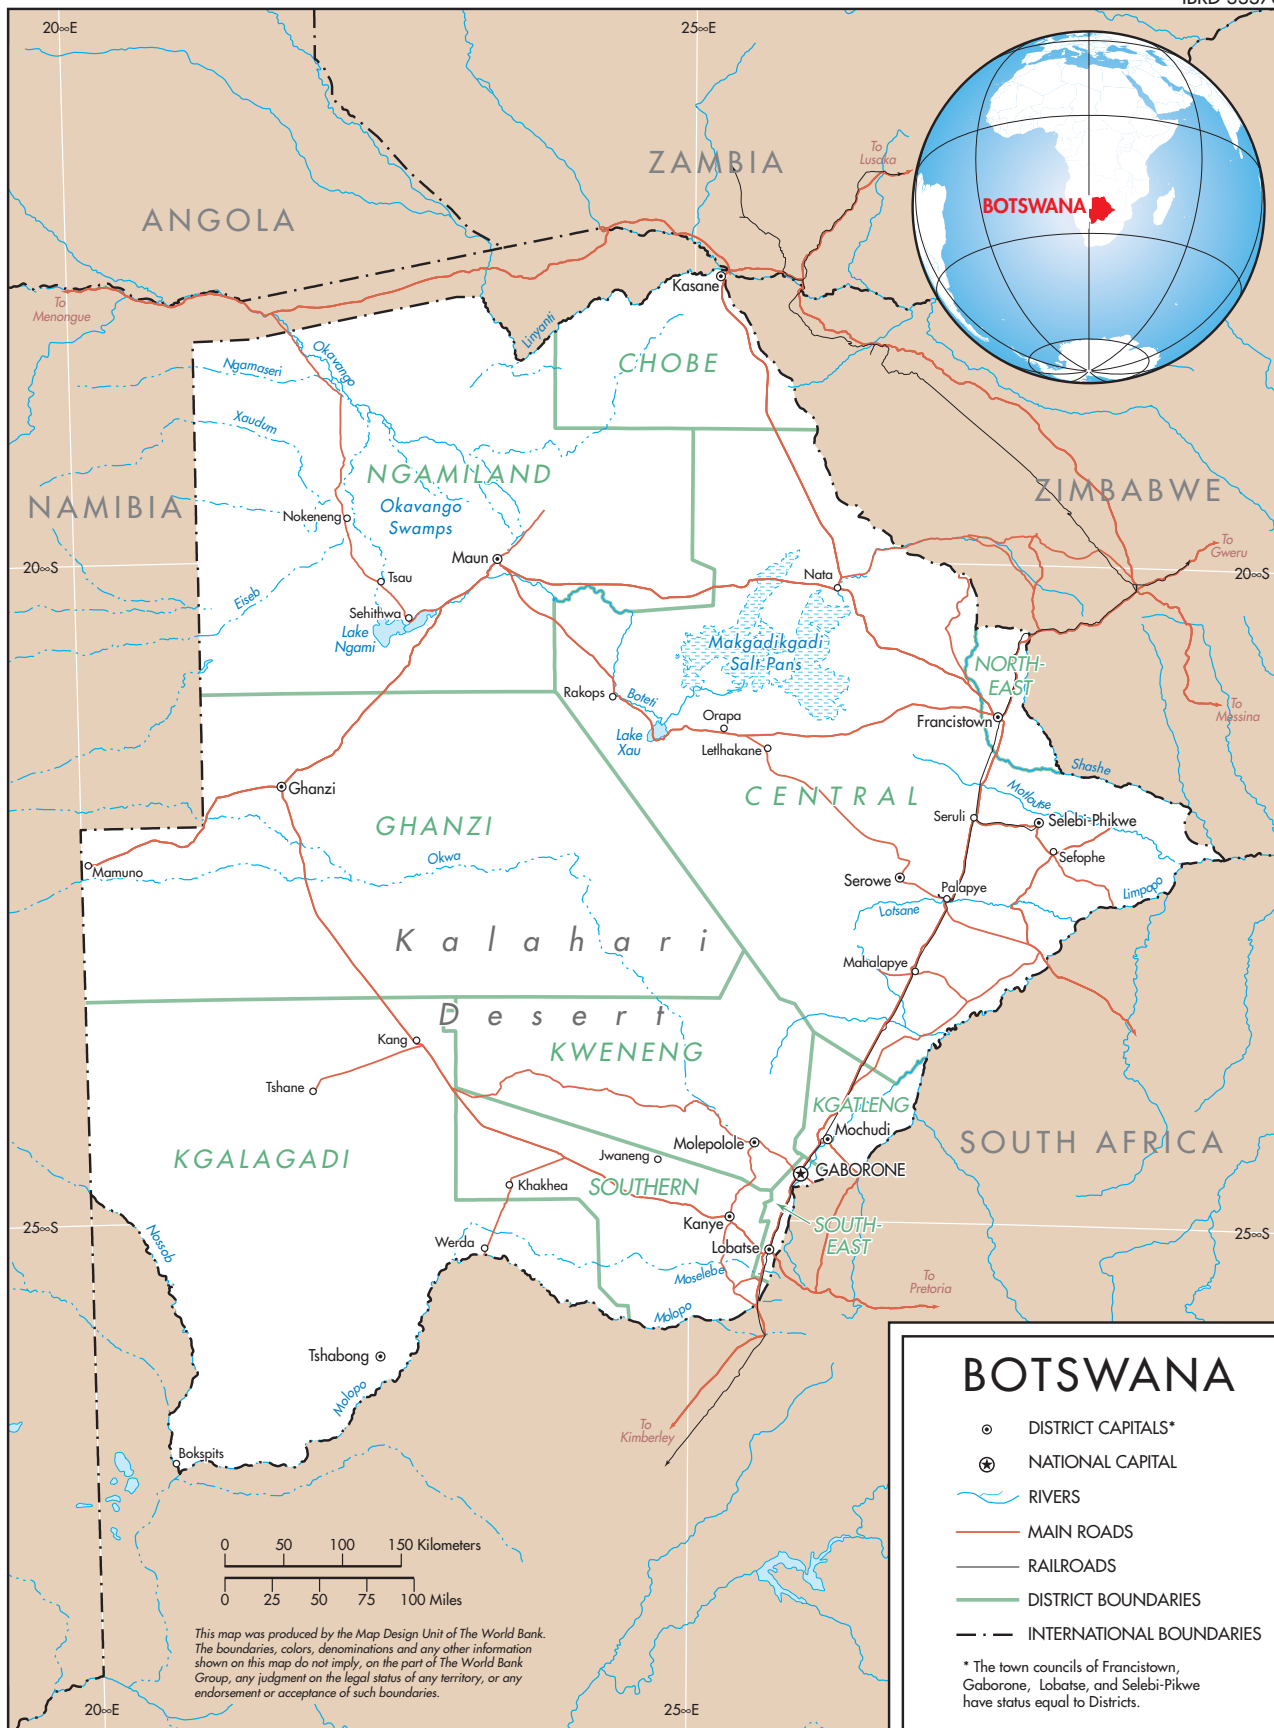 20∞E
25∞E
ZAMBIA
To
Lusaka
ANGOLA
BOTSWANA
To
Menongue
Kasane
Linyanti
CHOBE
Okavango
Ngamaseri
Xaudum
NGAMILAND
Okavango
Swamps
NAMIBIA
ZIMBABWE
Nokeneng
Maun
To
Gweru
20∞S
20∞S
Tsau
Nata
Eiseb
Sehithwa
Lake
Ngami
Makgadikgadi
Salt Pans
NORTH-
EAST
Rakops
Boteti
Orapa
Francistown
To
Messina
Lake
Xau
Letlhakane
Shashe
Ghanzi
CENTRAL
Motloutse
GHANZI
Seruli
Selebi-Phikwe
Okwa
Sefophe
Mamuno
Serowe
Palapye
Limpopo
Lotsane
Kalahari
Mahalapye
Desert
Kang
KWENENG
Tshane
KGATLENG
Mochudi
Molepolole
SOUTH AFRICA
KGALAGADI
Jwaneng
GABORONE
Khakhea
SOUTHERN
Kanye
SOUTH-
EAST
25∞S
25∞S
Nossob
Werda
Lobatse
Moselebe
To
Pretoria
Molopo
Tshabong
Molopo
To
Kimberley
Bokspits
0 50 100 150 Kilometers
0 25 50 75 100 Miles
This map was produced by the Map Design Unit of The World Bank.
The boundaries, colors, denominations and any other information
shown on this map do not imply, on the part of The World Bank
Group, any judgment on the legal status of any territory, or any
endorsement or acceptance of such boundaries.
20∞E
25∞E
BOTSWANA
DISTRICT CAPITALS*
NATIONAL CAPITAL
RIVERS
MAIN ROADS
RAILROADS
DISTRICT BOUNDARIES
INTERNATIONAL BOUNDARIES
* The town councils of Francistown,
Gaborone, Lobatse, and Selebi-Pikwe
have status equal to Districts.